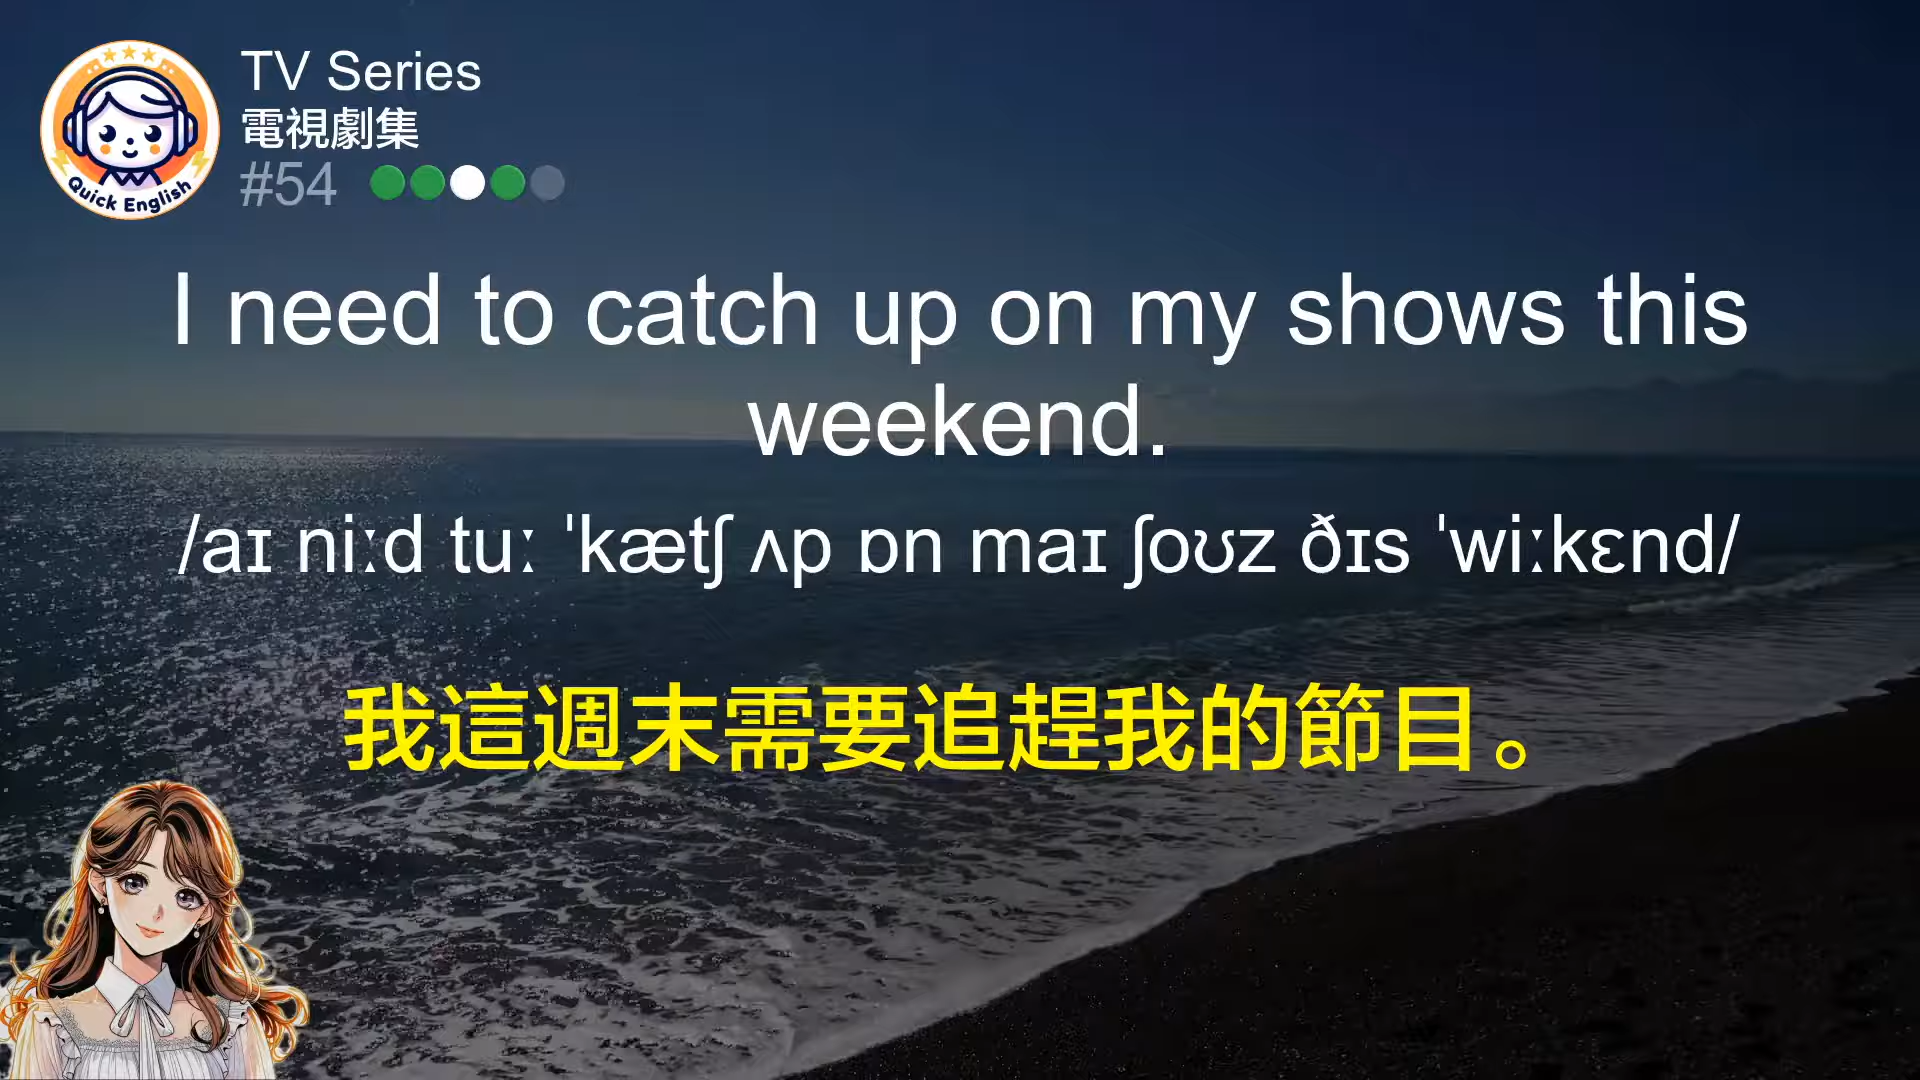 TV Series
電視劇集
#54
Quick English
I need to catch up on my shows this
weekend.
/aɪ niːd tuː ˈkætʃ ʌp ɒn maɪ ʃoʊz ðɪs ˈwiːkɛnd/
我這週末需要追趕我的節目。